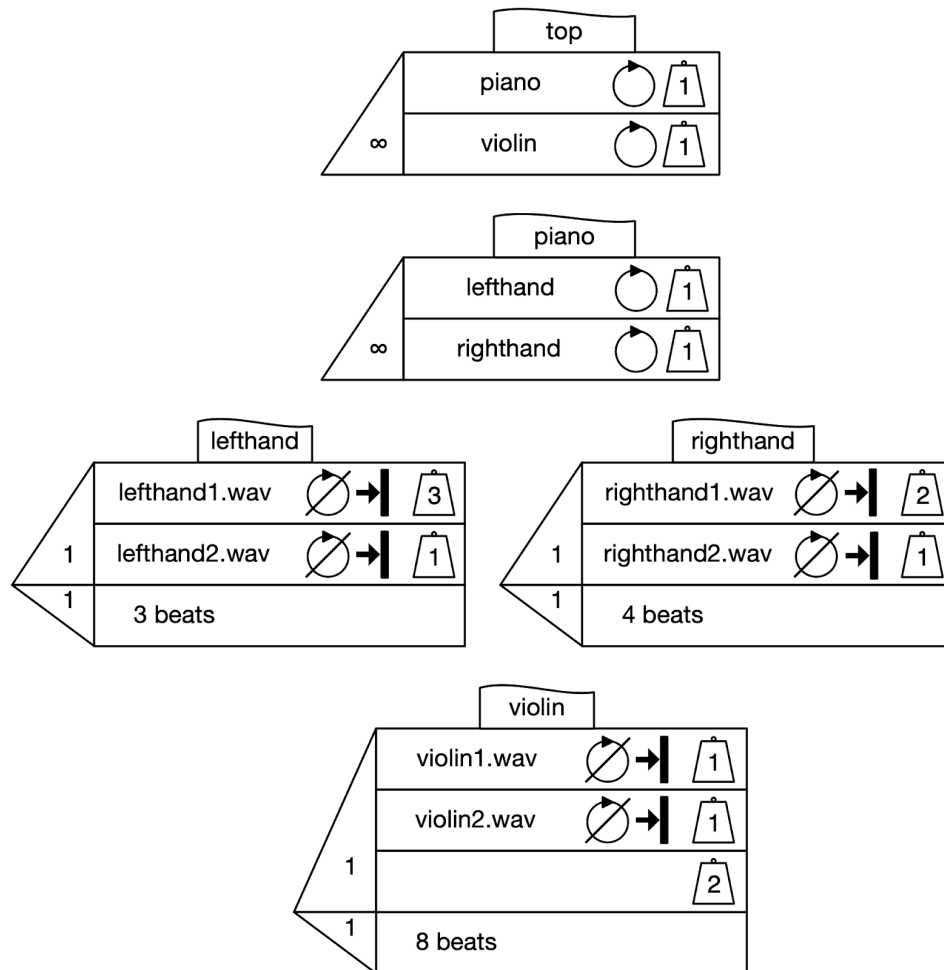 top
piano 1
∞ violin 1
piano
lefthand 1
∞ righthand 1
lefthand
lefthand1.wav 3
1 lefthand2.wav 1
1 3 beats
righthand
righthand1.wav 2
1 righthand2.wav 1
1 4 beats
violin
violin1.wav 1
violin2.wav 1
1 2
1 8 beats